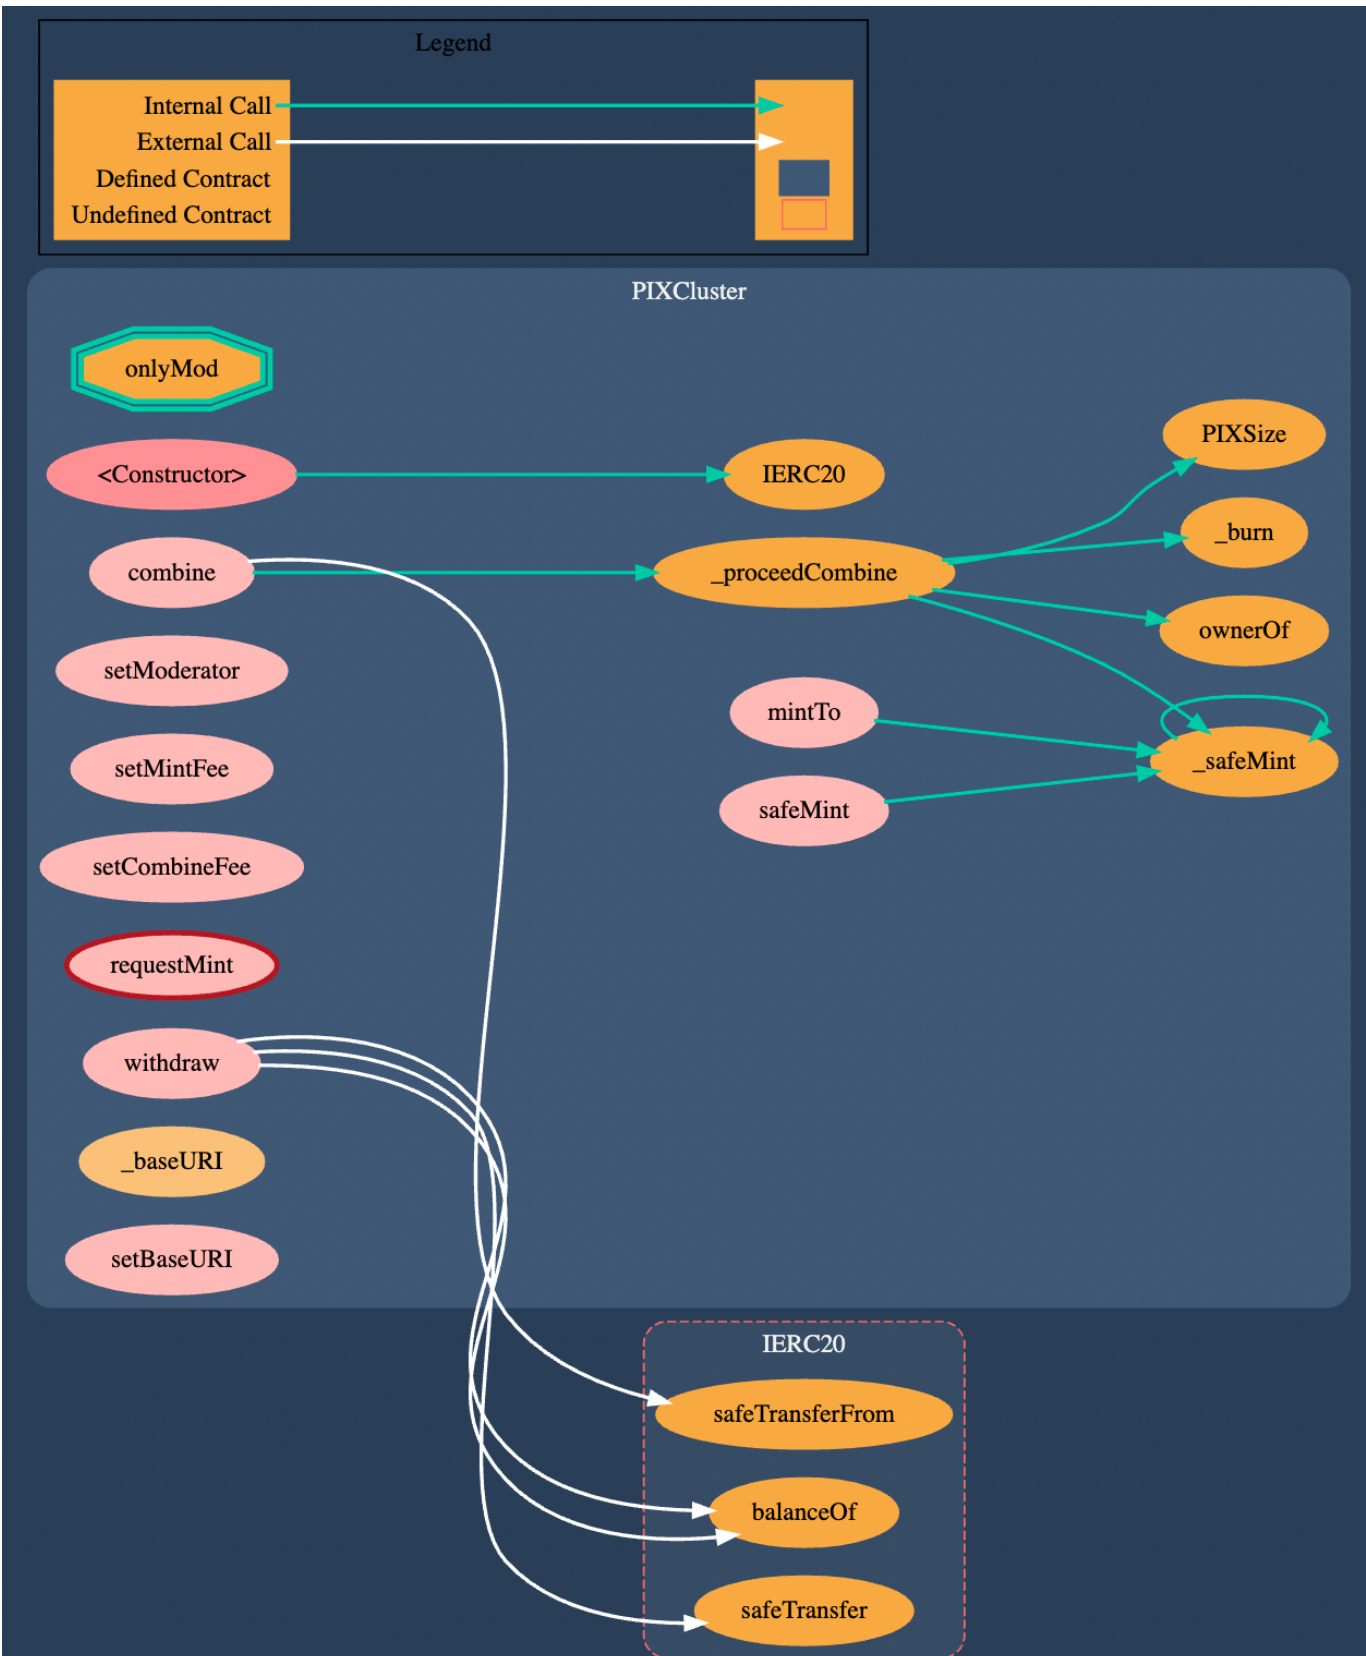 Legend
Internal Call
External Call
Defined Contract
Undefined Contract
PIXCluster
onlyMod
<Constructor>
IERC20
PIXSize
combine
_proceedCombine
_burn
ownerOf
setModerator
mintTo
_safeMint
setMintFee
safeMint
setCombineFee
requestMint
withdraw
_baseURI
setBaseURI
IERC20
safeTransferFrom
balanceOf
safeTransfer